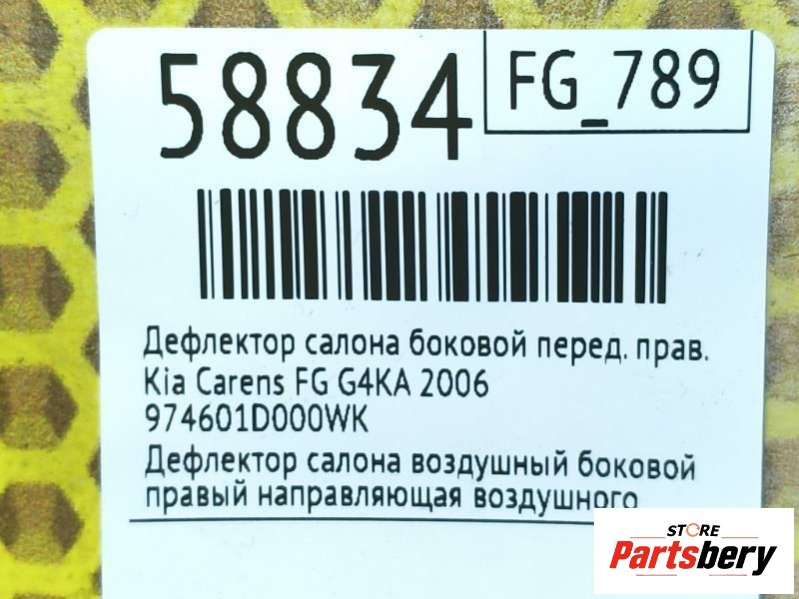 58834
FG_789
Дефлектор салона боковой перед. прав.
Kia Carens FG G4KA 2006
974601D000WK
Дефлектор салона воздушный боковой
правый направляющая воздушного
STORE
Partsbery